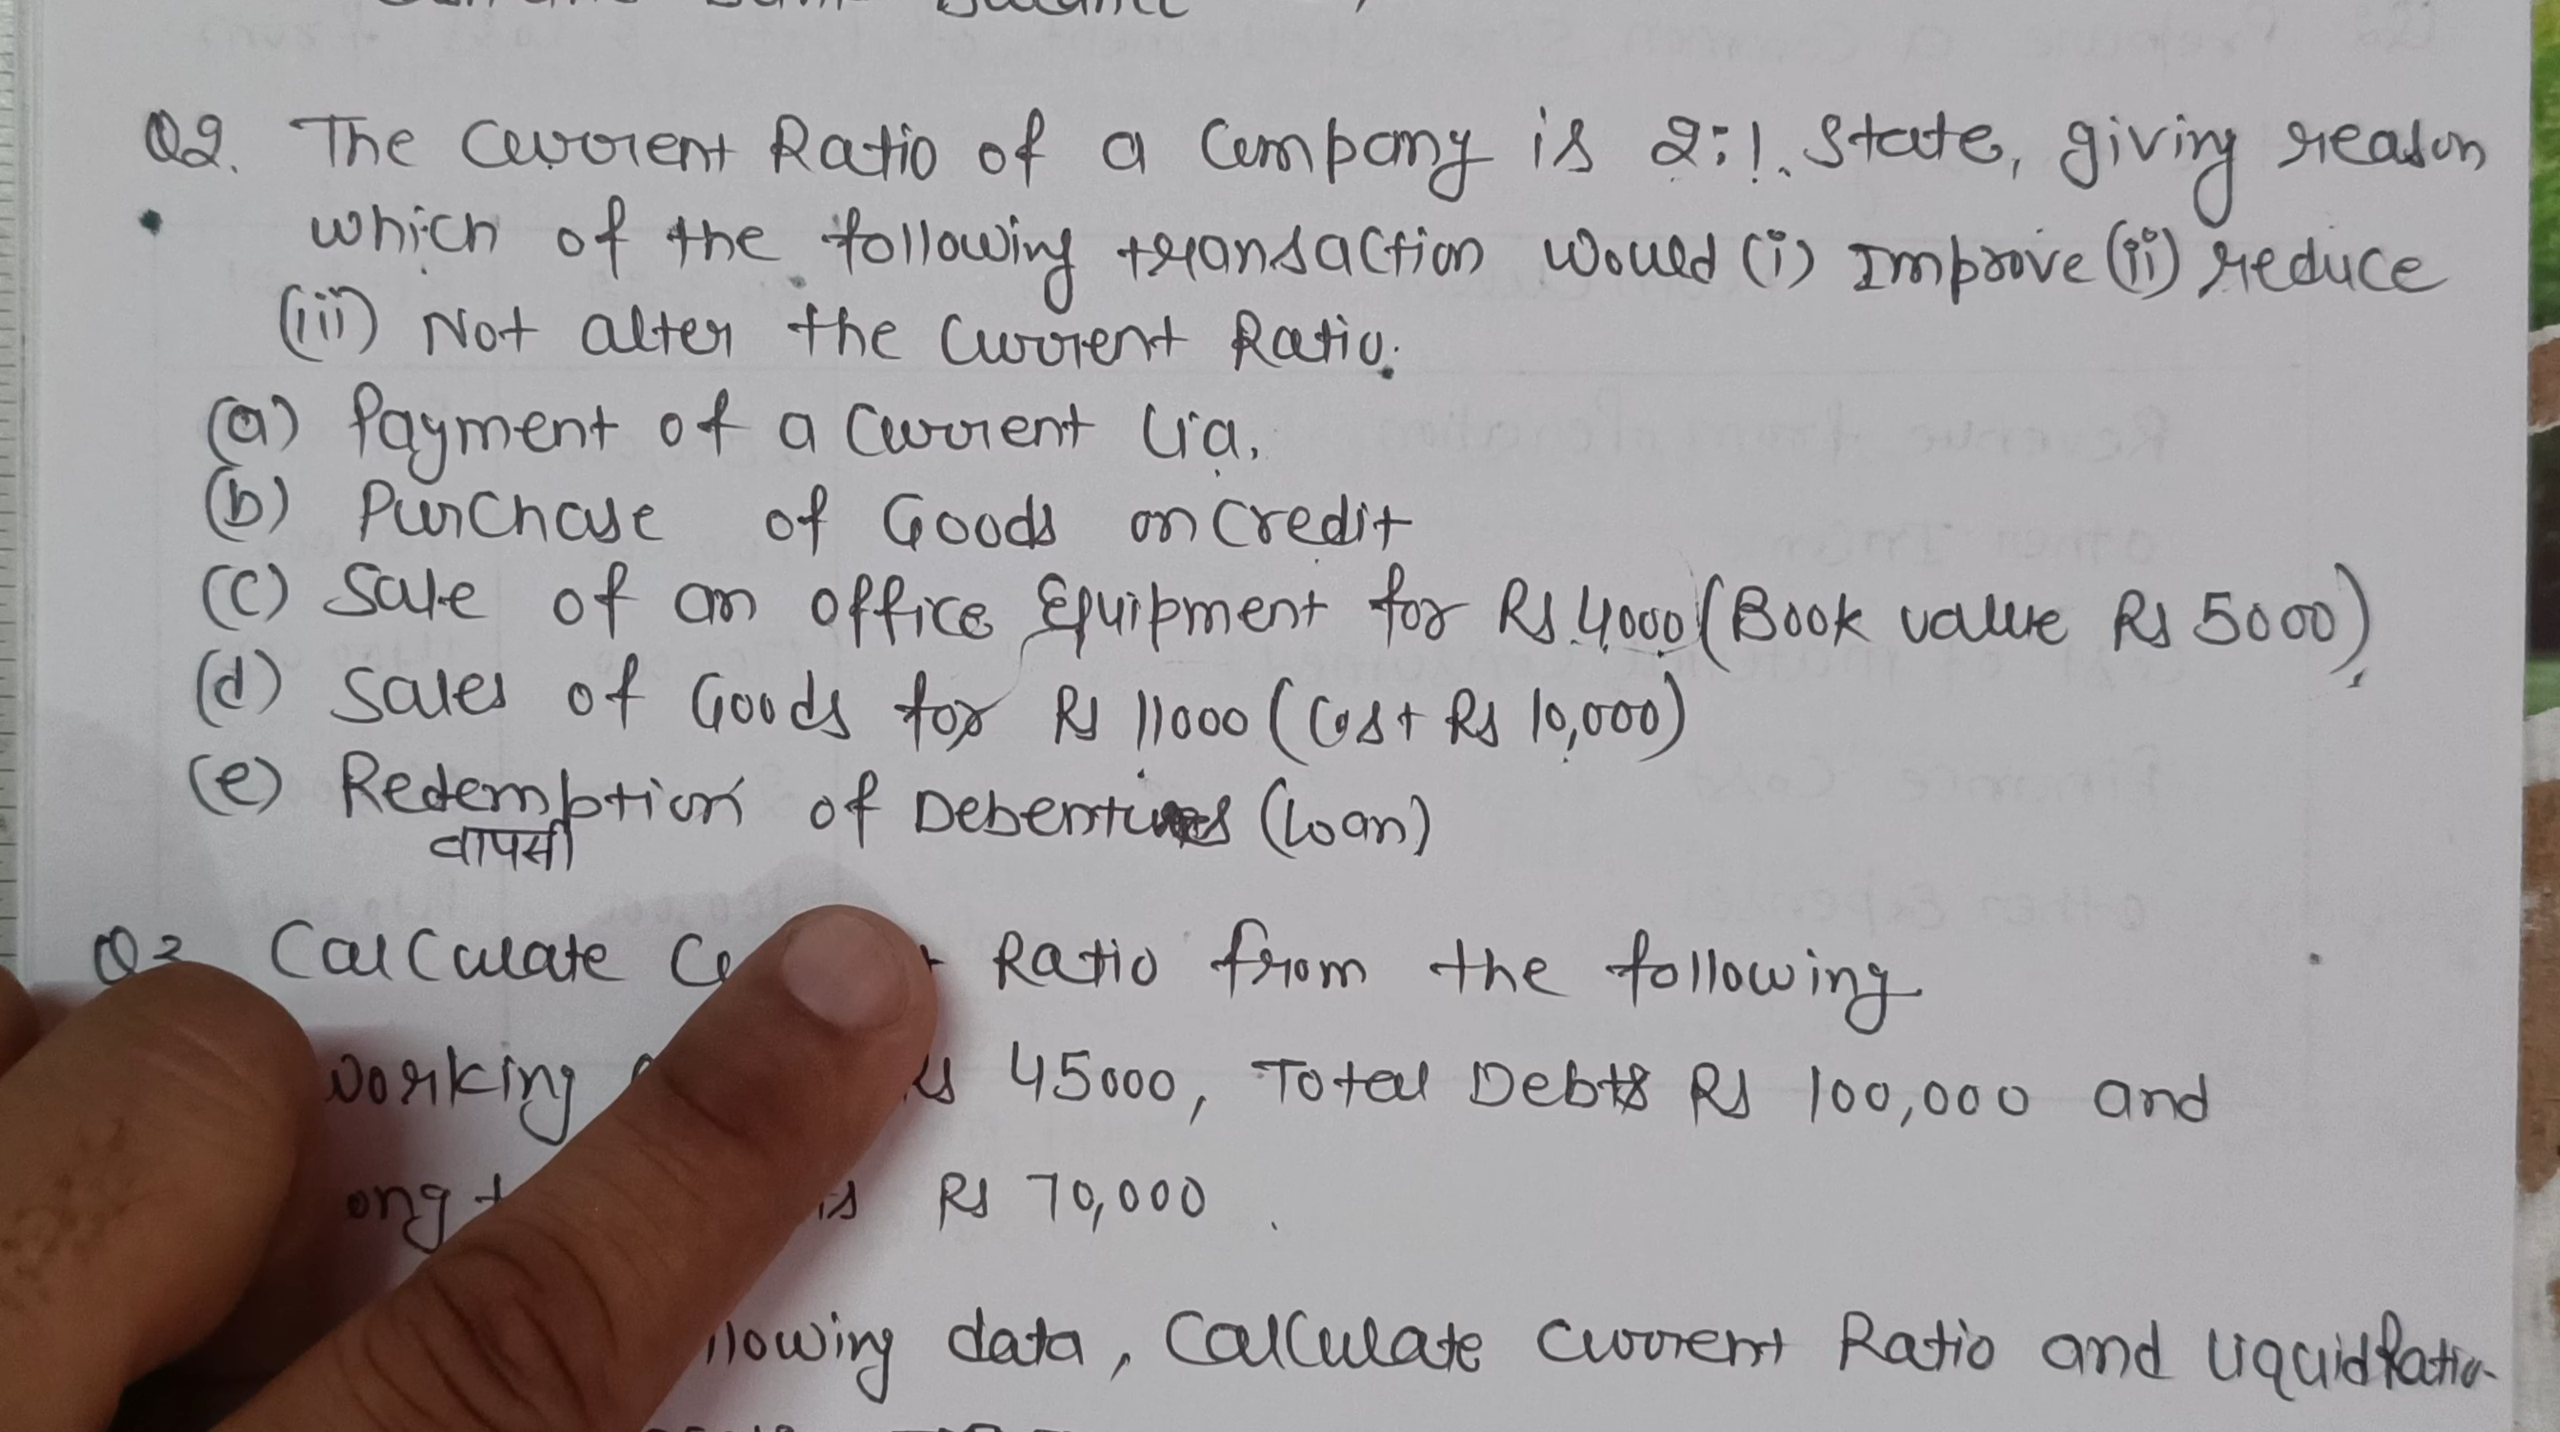 Q2. The Current Ratio of a Company is 2:1. State, giving reason
which of the following transaction would (i) Improve (ii) reduce
(iii) Not alter the Current Ratio.
(a) Payment of a Current Lia.
(b) Purchase of Goods on Credit
(c) Sale of an office Equipment for Rs 4000 (Book value Rs 5000)
(d) Sales of Goods for Rs 11000 (Cost Rs 10,000)
(e) Redemption of Debentures (Loan)
वापसी
Calculate Ratio from the following
working 45000, Total Debts Rs 100,000 and
Rs 70,000.
data, Calculate Current Ratio and Liquid Ratio.